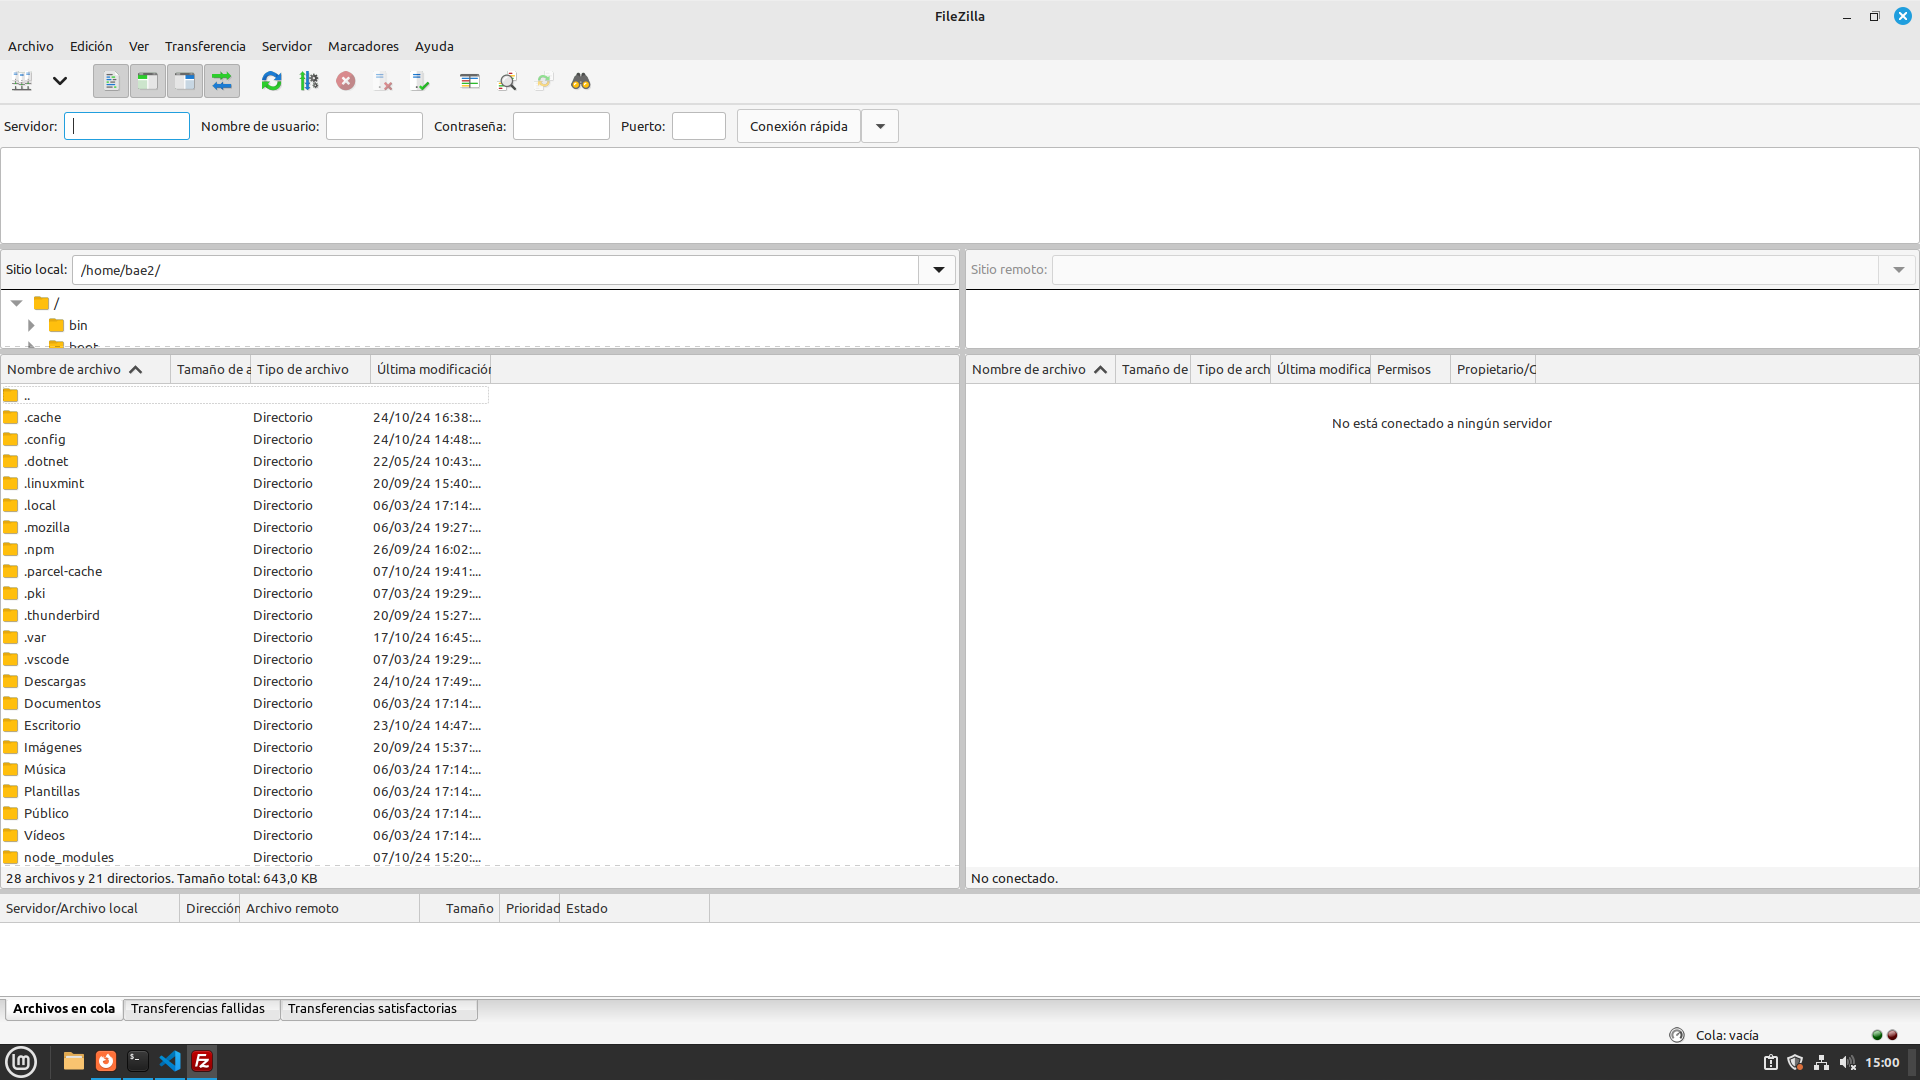 FileZilla
Archivo Edición Ver Transferencia Servidor Marcadores Ayuda
Servidor: Nombre de usuario: Contraseña: Puerto: Conexión rápida
Sitio local: /home/bae2/ Sitio remoto:
/
bin
boot
Nombre de archivo Tamaño de a Tipo de archivo Última modificación Nombre de archivo Tamaño de Tipo de arch Última modifica Permisos Propietario/G
..
No está conectado a ningún servidor
.cache Directorio 24/10/24 16:38:...
.config Directorio 24/10/24 14:48:...
.dotnet Directorio 22/05/24 10:43:...
.linuxmint Directorio 20/09/24 15:40:...
.local Directorio 06/03/24 17:14:...
.mozilla Directorio 06/03/24 19:27:...
.npm Directorio 26/09/24 16:02:...
.parcel-cache Directorio 07/10/24 19:41:...
.pki Directorio 07/03/24 19:29:...
.thunderbird Directorio 20/09/24 15:27:...
.var Directorio 17/10/24 16:45:...
.vscode Directorio 07/03/24 19:29:...
Descargas Directorio 24/10/24 17:49:...
Documentos Directorio 06/03/24 17:14:...
Escritorio Directorio 23/10/24 14:47:...
Imágenes Directorio 20/09/24 15:37:...
Música Directorio 06/03/24 17:14:...
Plantillas Directorio 06/03/24 17:14:...
Público Directorio 06/03/24 17:14:...
Vídeos Directorio 06/03/24 17:14:...
node_modules Directorio 07/10/24 15:20:...
28 archivos y 21 directorios. Tamaño total: 643,0 KB No conectado.
Servidor/Archivo local Dirección Archivo remoto Tamaño Prioridad Estado
Archivos en cola Transferencias fallidas Transferencias satisfactorias
Cola: vacía
15:00